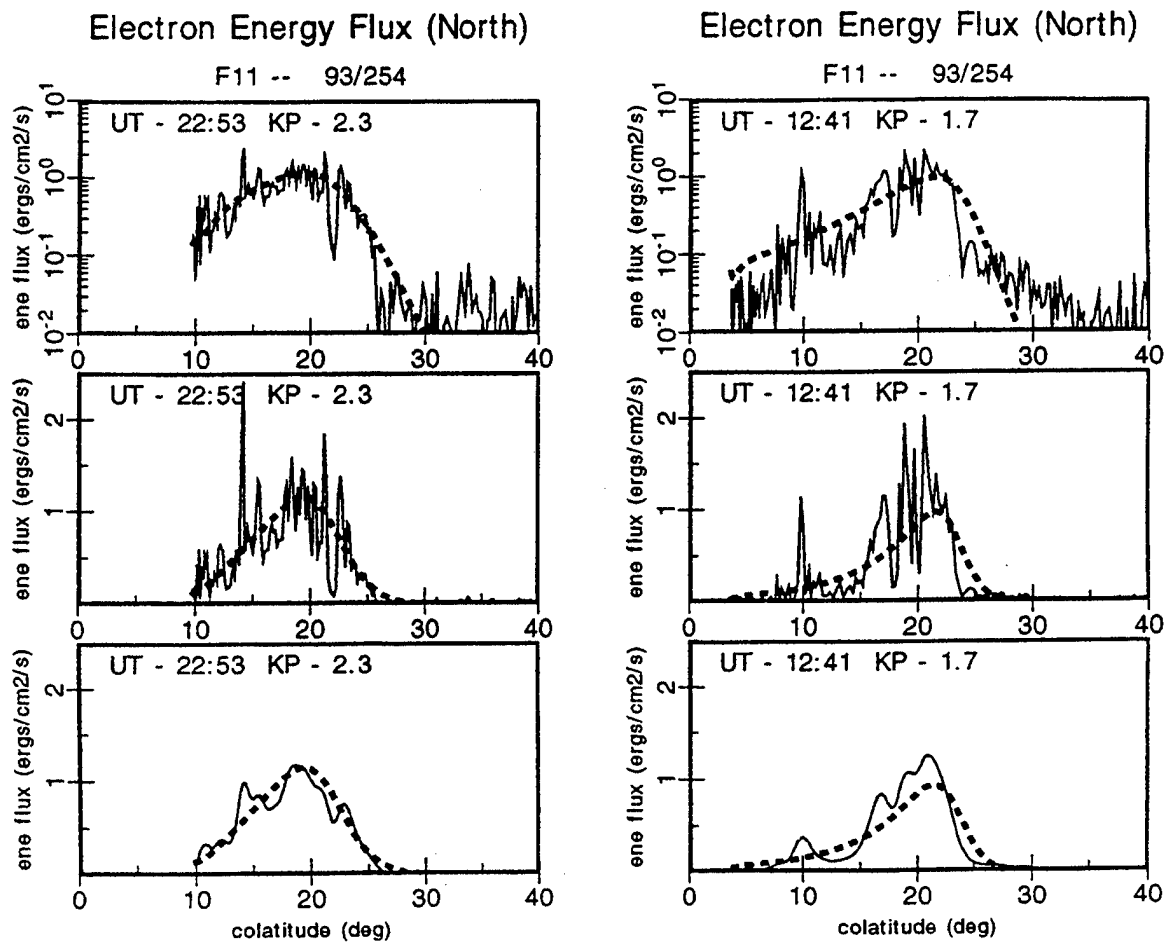 Electron Energy Flux (North)
F11 -- 93/254
UT - 22:53 KP - 2.3
ene flux (ergs/cm2/s)
10^1
10^0
10^-1
10^-2
0 10 20 30 40
UT - 22:53 KP - 2.3
ene flux (ergs/cm2/s)
2
1
0 10 20 30 40
UT - 22:53 KP - 2.3
ene flux (ergs/cm2/s)
2
1
0 10 20 30 40
colatitude (deg)
Electron Energy Flux (North)
F11 -- 93/254
UT - 12:41 KP - 1.7
ene flux (ergs/cm2/s)
10^1
10^0
10^-1
10^-2
0 10 20 30 40
UT - 12:41 KP - 1.7
ene flux (ergs/cm2/s)
2
1
0 10 20 30 40
UT - 12:41 KP - 1.7
ene flux (ergs/cm2/s)
2
1
0 10 20 30 40
colatitude (deg)